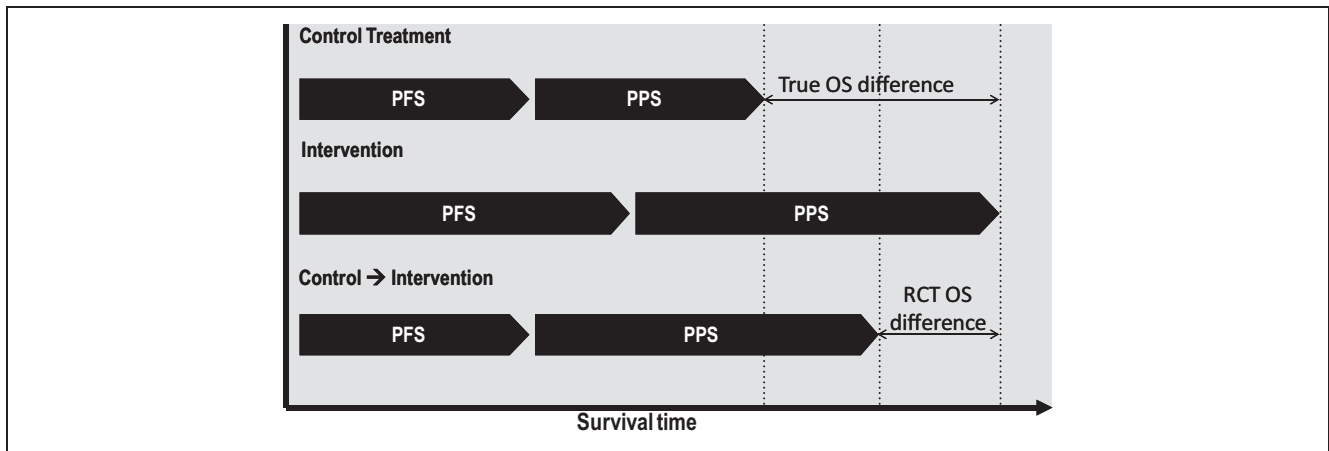 Control Treatment
PFS
PPS
True OS difference
Intervention
PFS
PPS
Control → Intervention
PFS
PPS
RCT OS
difference
Survival time